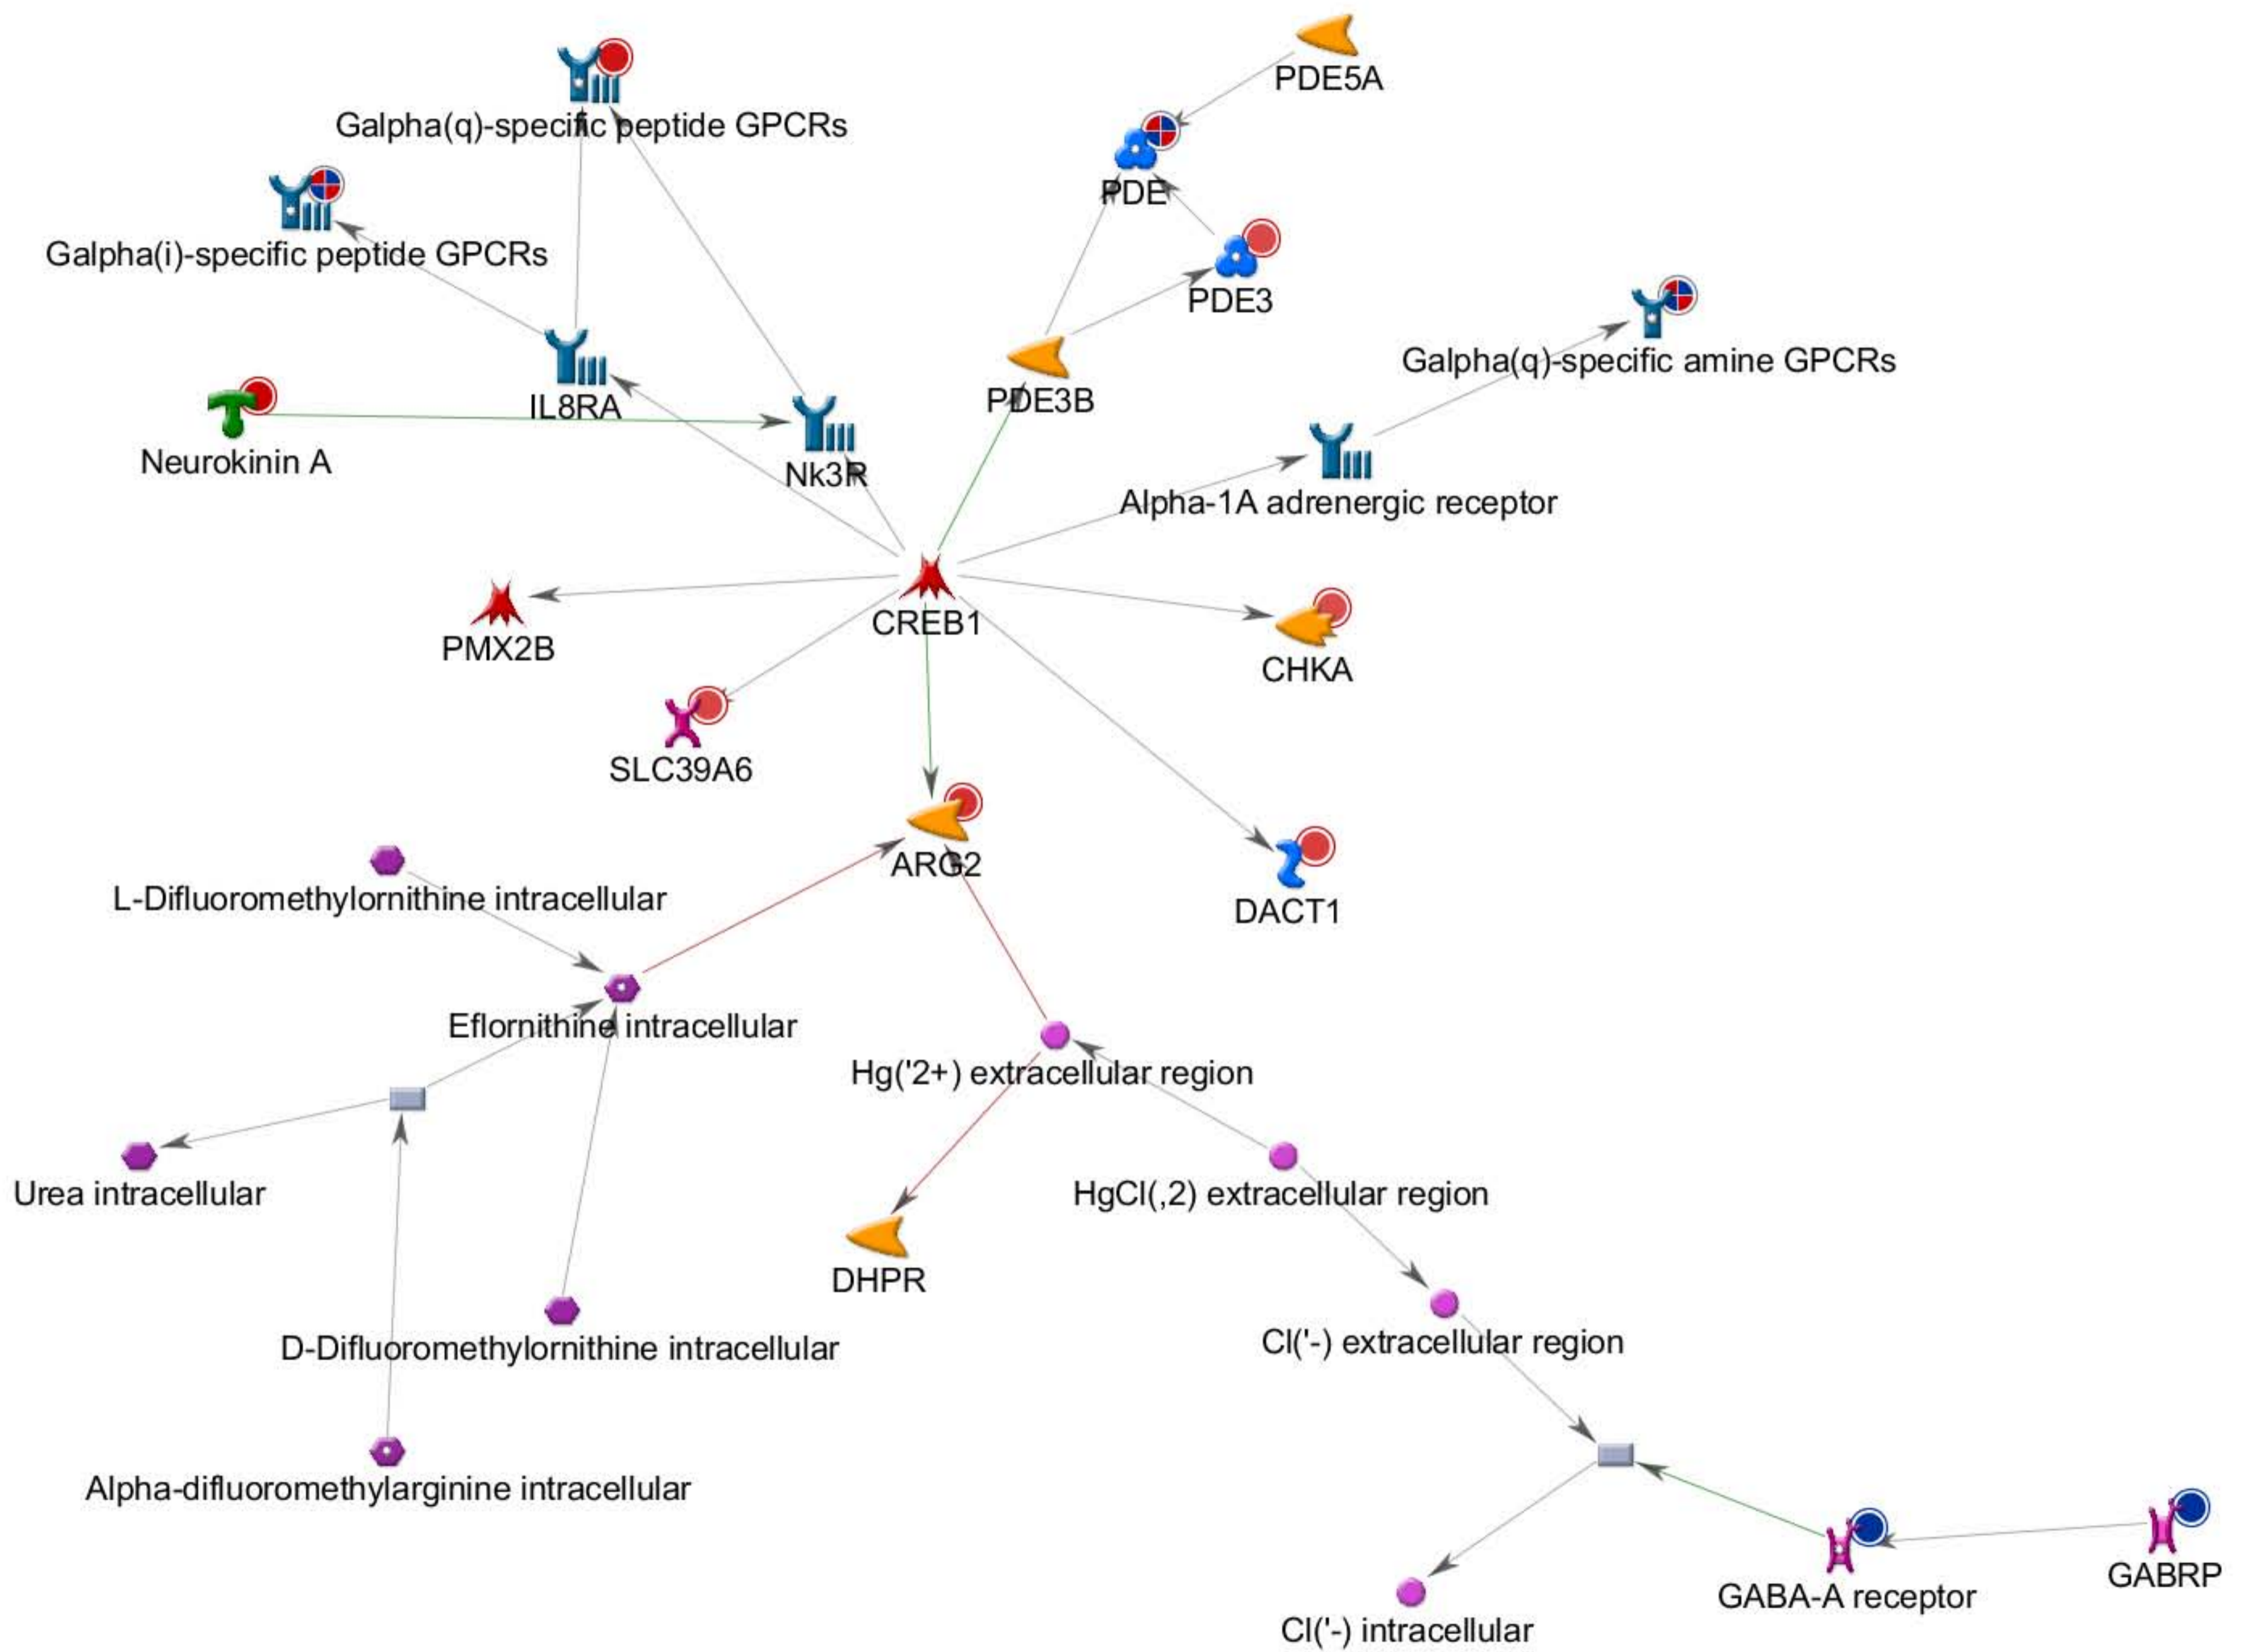 PDE5A
Galpha(q)-specific peptide GPCRs
PDE
Galpha(i)-specific peptide GPCRs
PDE3
Galpha(q)-specific amine GPCRs
PDE3B
IL8RA
Neurokinin A
Nk3R
Alpha-1A adrenergic receptor
CREB1
PMX2B
CHKA
SLC39A6
ARG2
L-Difluoromethylornithine intracellular
DACT1
Eflornithine intracellular
Hg('2+) extracellular region
Urea intracellular
HgCl(,2) extracellular region
DHPR
D-Difluoromethylornithine intracellular
Cl('-) extracellular region
Alpha-difluoromethylarginine intracellular
GABRP
GABA-A receptor
Cl('-) intracellular